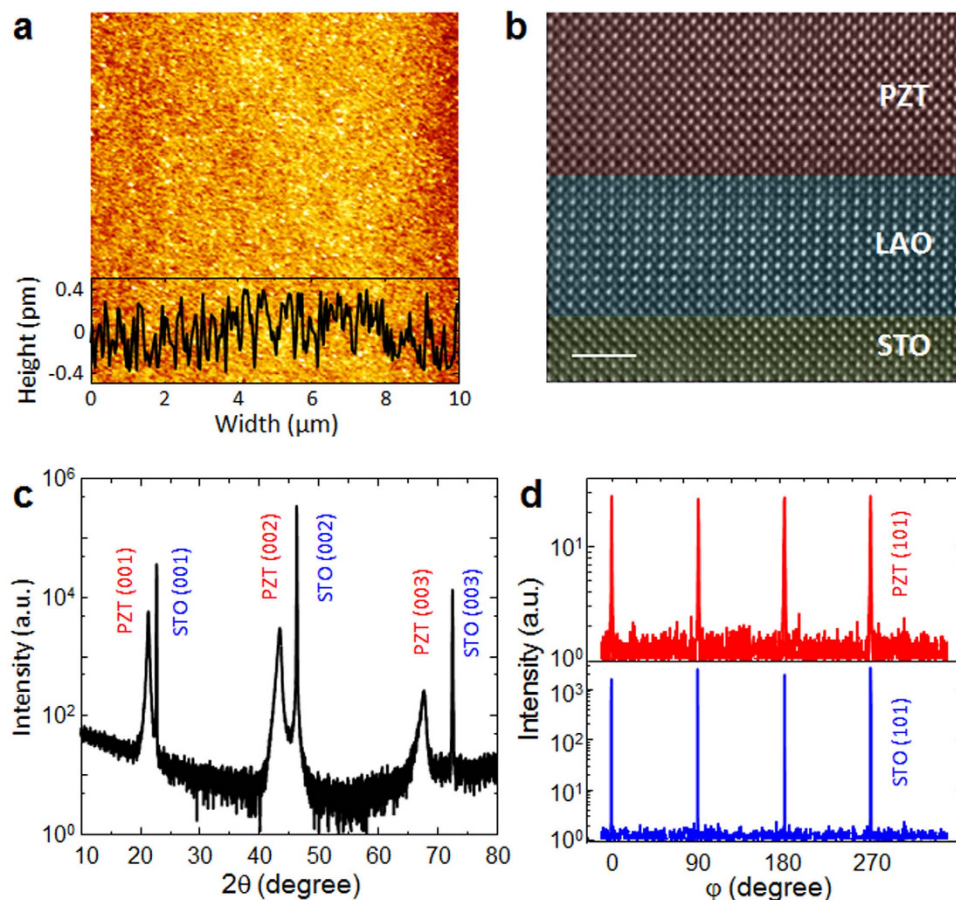 a
0.4
0
-0.4
Height (pm)
0 2 4 6 8 10
Width (μm)
b
PZT
LAO
STO
c
10⁶
10⁴
10²
10⁰
Intensity (a.u.)
PZT (001)
STO (001)
PZT (002)
STO (002)
PZT (003)
STO (003)
10 20 30 40 50 60 70 80
2θ (degree)
d
10¹
10⁰
PZT (101)
10³
10²
10¹
10⁰
STO (101)
Intensity (a.u.)
0 90 180 270
φ (degree)